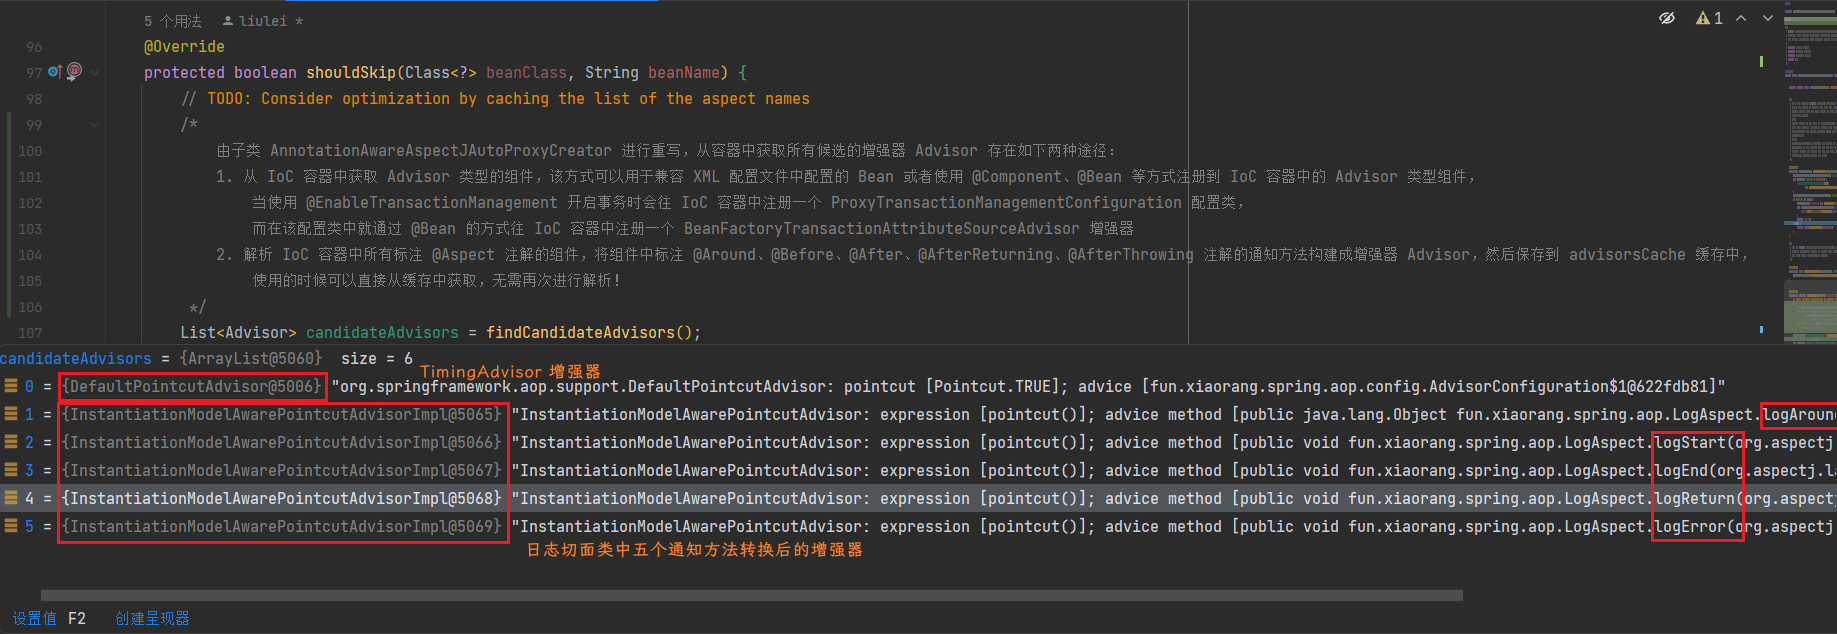 5 个用法 liulei *
96 @Override
97 protected boolean shouldSkip(Class<?> beanClass, String beanName) {
98 // TODO: Consider optimization by caching the list of the aspect names
99 /*
100 由子类 AnnotationAwareAspectJAutoProxyCreator 进行重写，从容器中获取所有候选的增强器 Advisor 存在如下两种途径：
101 1. 从 IoC 容器中获取 Advisor 类型的组件，该方式可以用于兼容 XML 配置文件中配置的 Bean 或者使用 @Component、@Bean 等方式注册到 IoC 容器中的 Advisor 类型组件，
102 当使用 @EnableTransactionManagement 开启事务时会往 IoC 容器中注册一个 ProxyTransactionManagementConfiguration 配置类，
103 而在该配置类中就通过 @Bean 的方式往 IoC 容器中注册一个 BeanFactoryTransactionAttributeSourceAdvisor 增强器
104 2. 解析 IoC 容器中所有标注 @Aspect 注解的组件，将组件中标注 @Around、@Before、@After、@AfterReturning、@AfterThrowing 注解的通知方法构建成增强器 Advisor，然后保存到 advisorsCache 缓存中，
105 使用的时候可以直接从缓存中获取，无需再次进行解析！
106 */
107 List<Advisor> candidateAdvisors = findCandidateAdvisors();
1
candidateAdvisors = {ArrayList@5060} size = 6
TimingAdvisor 增强器
0 = {DefaultPointcutAdvisor@5006} "org.springframework.aop.support.DefaultPointcutAdvisor: pointcut [Pointcut.TRUE]; advice [fun.xiaorang.spring.aop.config.AdvisorConfiguration$1@622fdb81]"
1 = {InstantiationModelAwarePointcutAdvisorImpl@5065} "InstantiationModelAwarePointcutAdvisor: expression [pointcut()]; advice method [public java.lang.Object fun.xiaorang.spring.aop.LogAspect.logAroun
2 = {InstantiationModelAwarePointcutAdvisorImpl@5066} "InstantiationModelAwarePointcutAdvisor: expression [pointcut()]; advice method [public void fun.xiaorang.spring.aop.LogAspect.logStart(org.aspectj
3 = {InstantiationModelAwarePointcutAdvisorImpl@5067} "InstantiationModelAwarePointcutAdvisor: expression [pointcut()]; advice method [public void fun.xiaorang.spring.aop.LogAspect.logEnd(org.aspectj.la
4 = {InstantiationModelAwarePointcutAdvisorImpl@5068} "InstantiationModelAwarePointcutAdvisor: expression [pointcut()]; advice method [public void fun.xiaorang.spring.aop.LogAspect.logReturn(org.aspectj
5 = {InstantiationModelAwarePointcutAdvisorImpl@5069} "InstantiationModelAwarePointcutAdvisor: expression [pointcut()]; advice method [public void fun.xiaorang.spring.aop.LogAspect.logError(org.aspectj
日志切面类中五个通知方法转换后的增强器
设置值 F2 创建呈现器